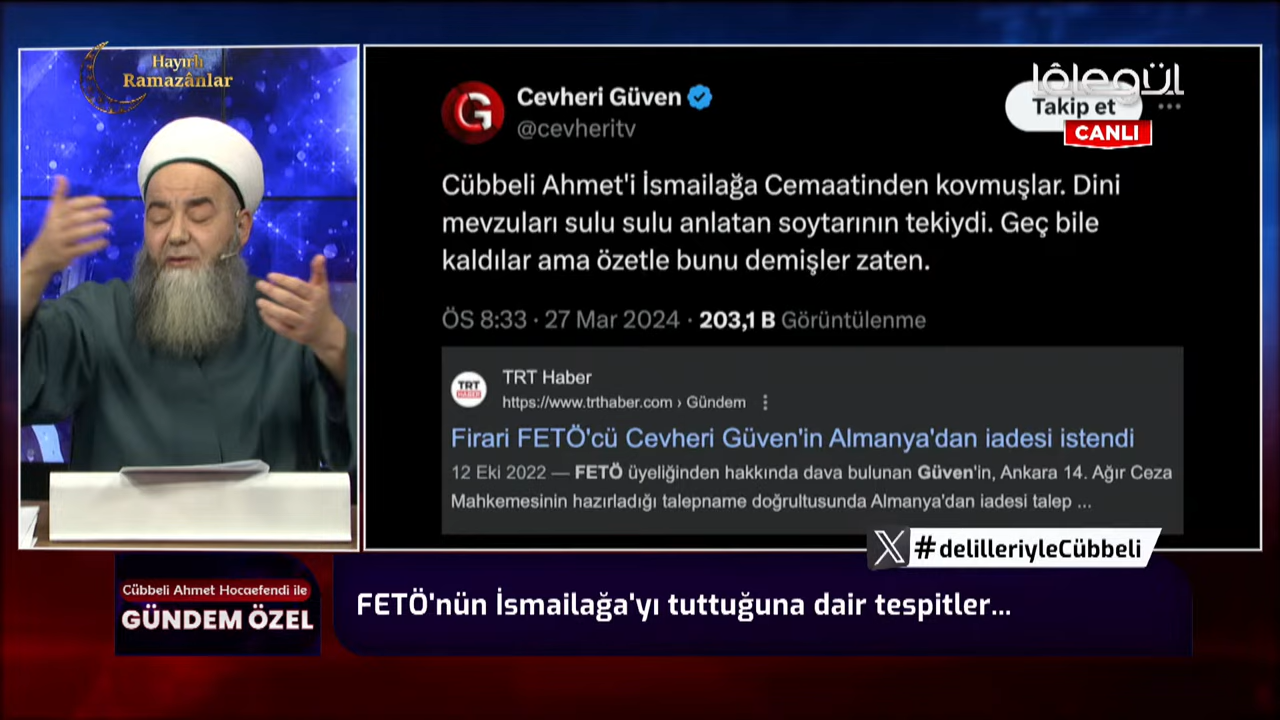 Hayırlı
Ramazânlar
G
Cevheri Güven
@cevheritv
lâlegül
Takip et
CANLI
Cübbeli Ahmet'i İsmailağa Cemaatinden kovmuşlar. Dini
mevzuları sulu sulu anlatan soytarının tekiydi. Geç bile
kaldılar ama özetle bunu demişler zaten.
ÖS 8:33 · 27 Mar 2024 · 203,1 B Görüntülenme
TRT
HABER
TRT Haber
https://www.trthaber.com › Gündem
Firari FETÖ'cü Cevheri Güven'in Almanya'dan iadesi istendi
12 Eki 2022 — FETÖ üyeliğinden hakkında dava bulunan Güven'in, Ankara 14. Ağır Ceza
Mahkemesinin hazırladığı talepname doğrultusunda Almanya'dan iadesi talep ...
X #delilleriyleCübbeli
Cübbeli Ahmet Hocaefendi ile
GÜNDEM ÖZEL
FETÖ'nün İsmailağa'yı tuttuğuna dair tespitler...